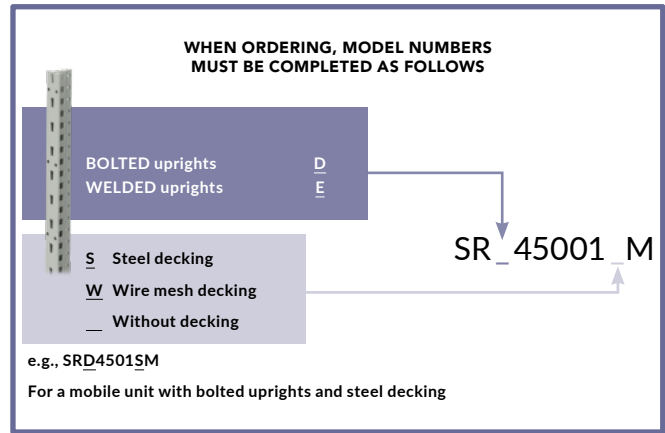 WHEN ORDERING, MODEL NUMBERS
MUST BE COMPLETED AS FOLLOWS
BOLTED uprights D
WELDED uprights E
SR_45001_M
S Steel decking
W Wire mesh decking
__ Without decking
e.g., SRD4501SM
For a mobile unit with bolted uprights and steel decking